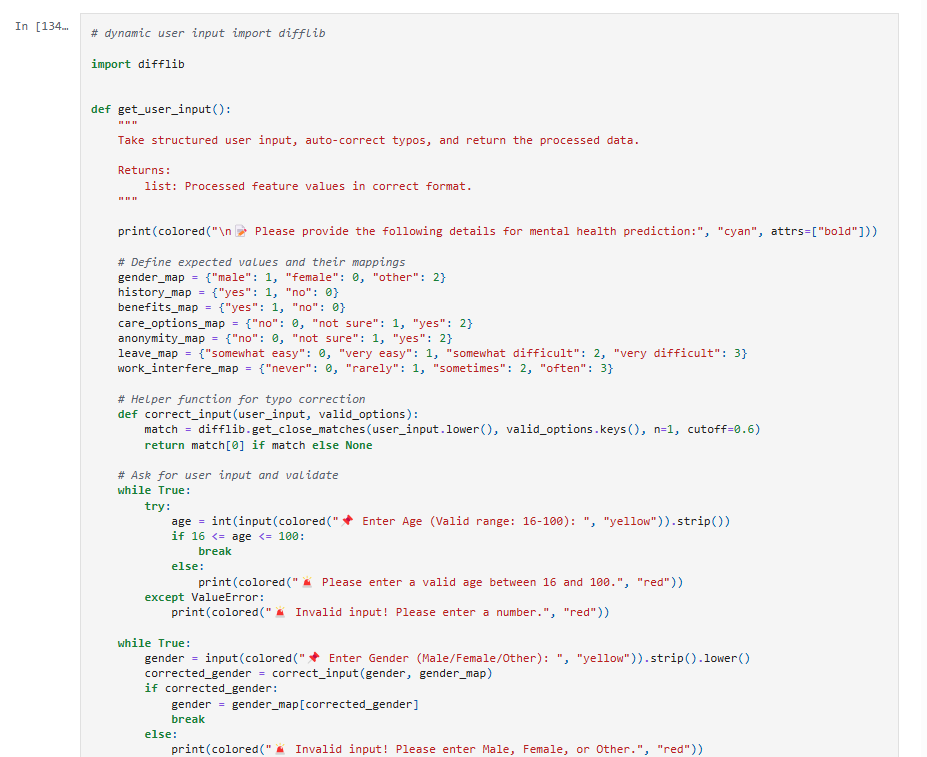 In [134…
# dynamic user input import difflib
import difflib
def get_user_input():
    """
    Take structured user input, auto-correct typos, and return the processed data.
    Returns:
        list: Processed feature values in correct format.
    """
    print(colored("\n📝 Please provide the following details for mental health prediction:", "cyan", attrs=["bold"]))
    # Define expected values and their mappings
    gender_map = {"male": 1, "female": 0, "other": 2}
    history_map = {"yes": 1, "no": 0}
    benefits_map = {"yes": 1, "no": 0}
    care_options_map = {"no": 0, "not sure": 1, "yes": 2}
    anonymity_map = {"no": 0, "not sure": 1, "yes": 2}
    leave_map = {"somewhat easy": 0, "very easy": 1, "somewhat difficult": 2, "very difficult": 3}
    work_interfere_map = {"never": 0, "rarely": 1, "sometimes": 2, "often": 3}
    # Helper function for typo correction
    def correct_input(user_input, valid_options):
        match = difflib.get_close_matches(user_input.lower(), valid_options.keys(), n=1, cutoff=0.6)
        return match[0] if match else None
    # Ask for user input and validate
    while True:
        try:
            age = int(input(colored("📌 Enter Age (Valid range: 16-100): ", "yellow")).strip())
            if 16 <= age <= 100:
                break
            else:
                print(colored("🚨 Please enter a valid age between 16 and 100.", "red"))
        except ValueError:
            print(colored("🚨 Invalid input! Please enter a number.", "red"))
    while True:
        gender = input(colored("📌 Enter Gender (Male/Female/Other): ", "yellow")).strip().lower()
        corrected_gender = correct_input(gender, gender_map)
        if corrected_gender:
            gender = gender_map[corrected_gender]
            break
        else:
            print(colored("🚨 Invalid input! Please enter Male, Female, or Other.", "red"))